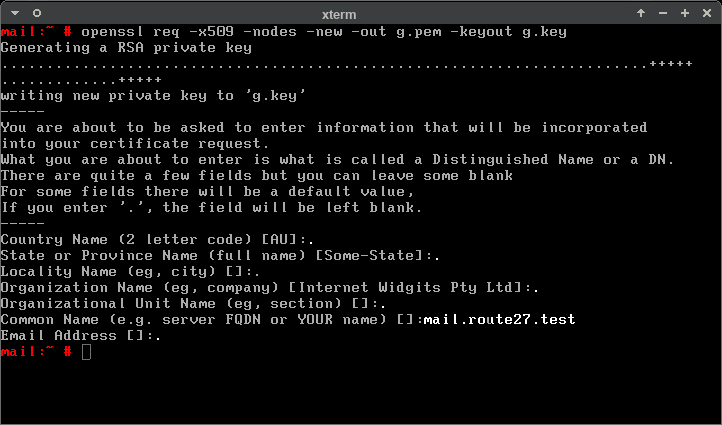 xterm
mail:~ # openssl req -x509 -nodes -new -out g.pem -keyout g.key
Generating a RSA private key
.....................................................................................+++++
...............+++++
writing new private key to 'g.key'
-----
You are about to be asked to enter information that will be incorporated
into your certificate request.
What you are about to enter is what is called a Distinguished Name or a DN.
There are quite a few fields but you can leave some blank
For some fields there will be a default value,
If you enter '.', the field will be left blank.
-----
Country Name (2 letter code) [AU]:.
State or Province Name (full name) [Some-State]:.
Locality Name (eg, city) []:.
Organization Name (eg, company) [Internet Widgits Pty Ltd]:.
Organizational Unit Name (eg, section) []:.
Common Name (e.g. server FQDN or YOUR name) []:mail.route27.test
Email Address []:.
mail:~ #